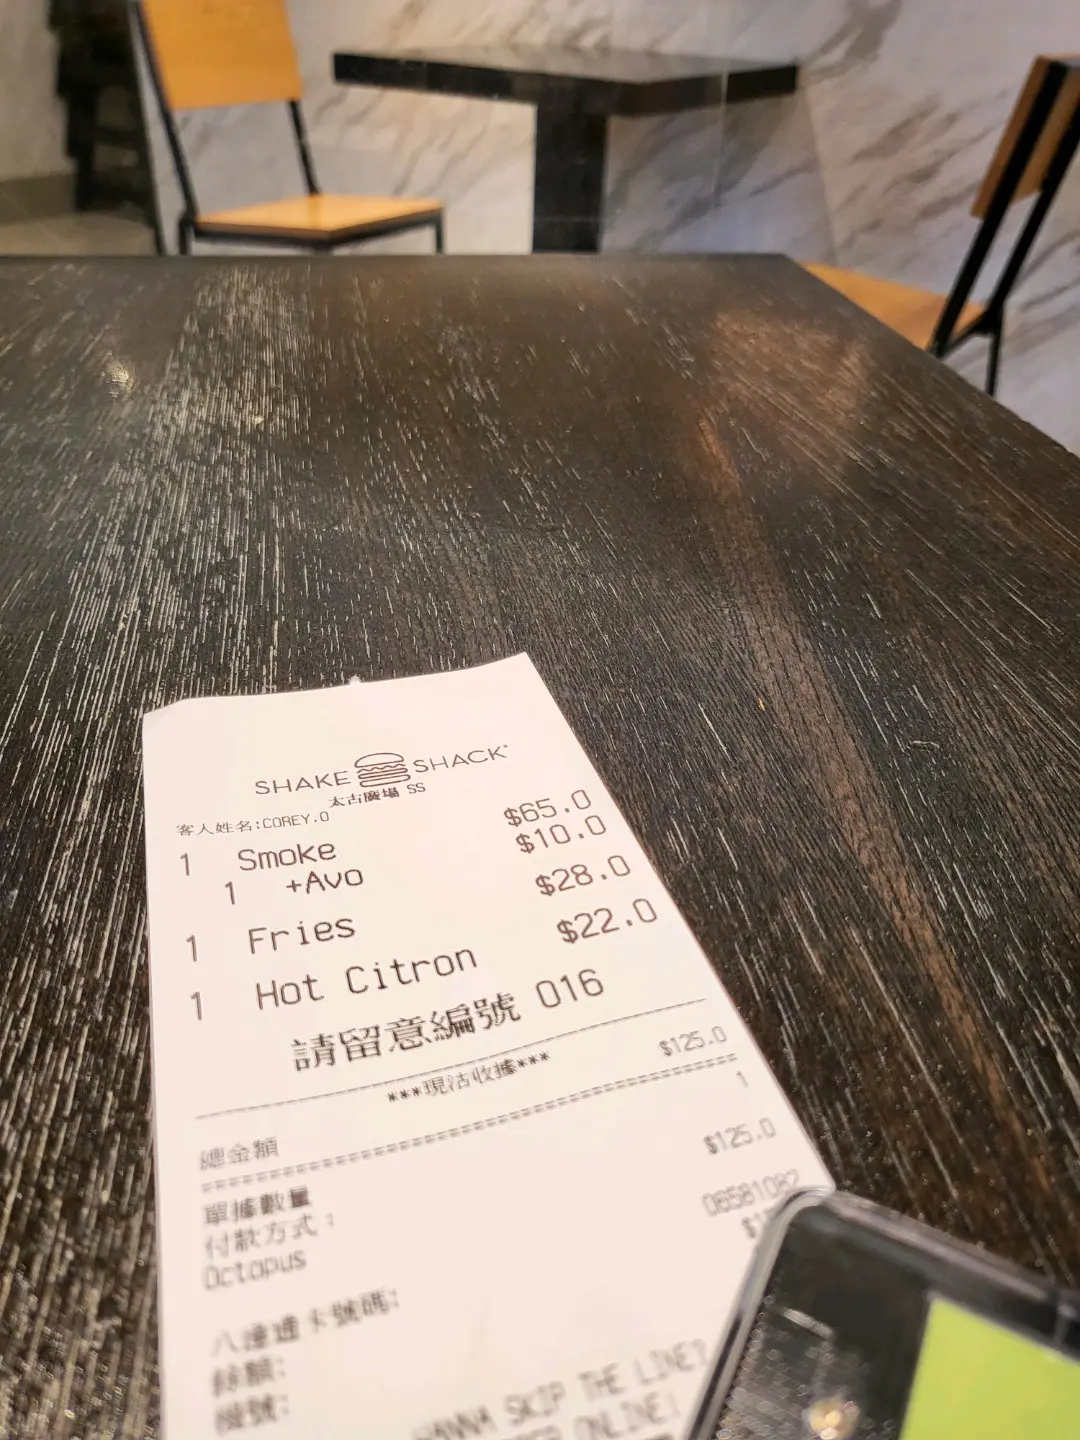 SHAKE SHACK
太古廣場 SS
客人姓名:COREY.O
1 Smoke $65.0
1 +Avo $10.0
1 Fries $28.0
1 Hot Citron $22.0
請留意編號 016
***現沽收據***
總金額 $125.0
單據數量 1
付款方式:
Octopus $125.0
八達通卡號碼: 06581082
餘額:
機號:
WANNA SKIP THE LINE?
ONLINE!